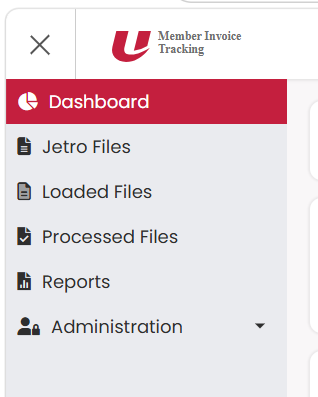 Member Invoice
Tracking
Dashboard
Jetro Files
Loaded Files
Processed Files
Reports
Administration